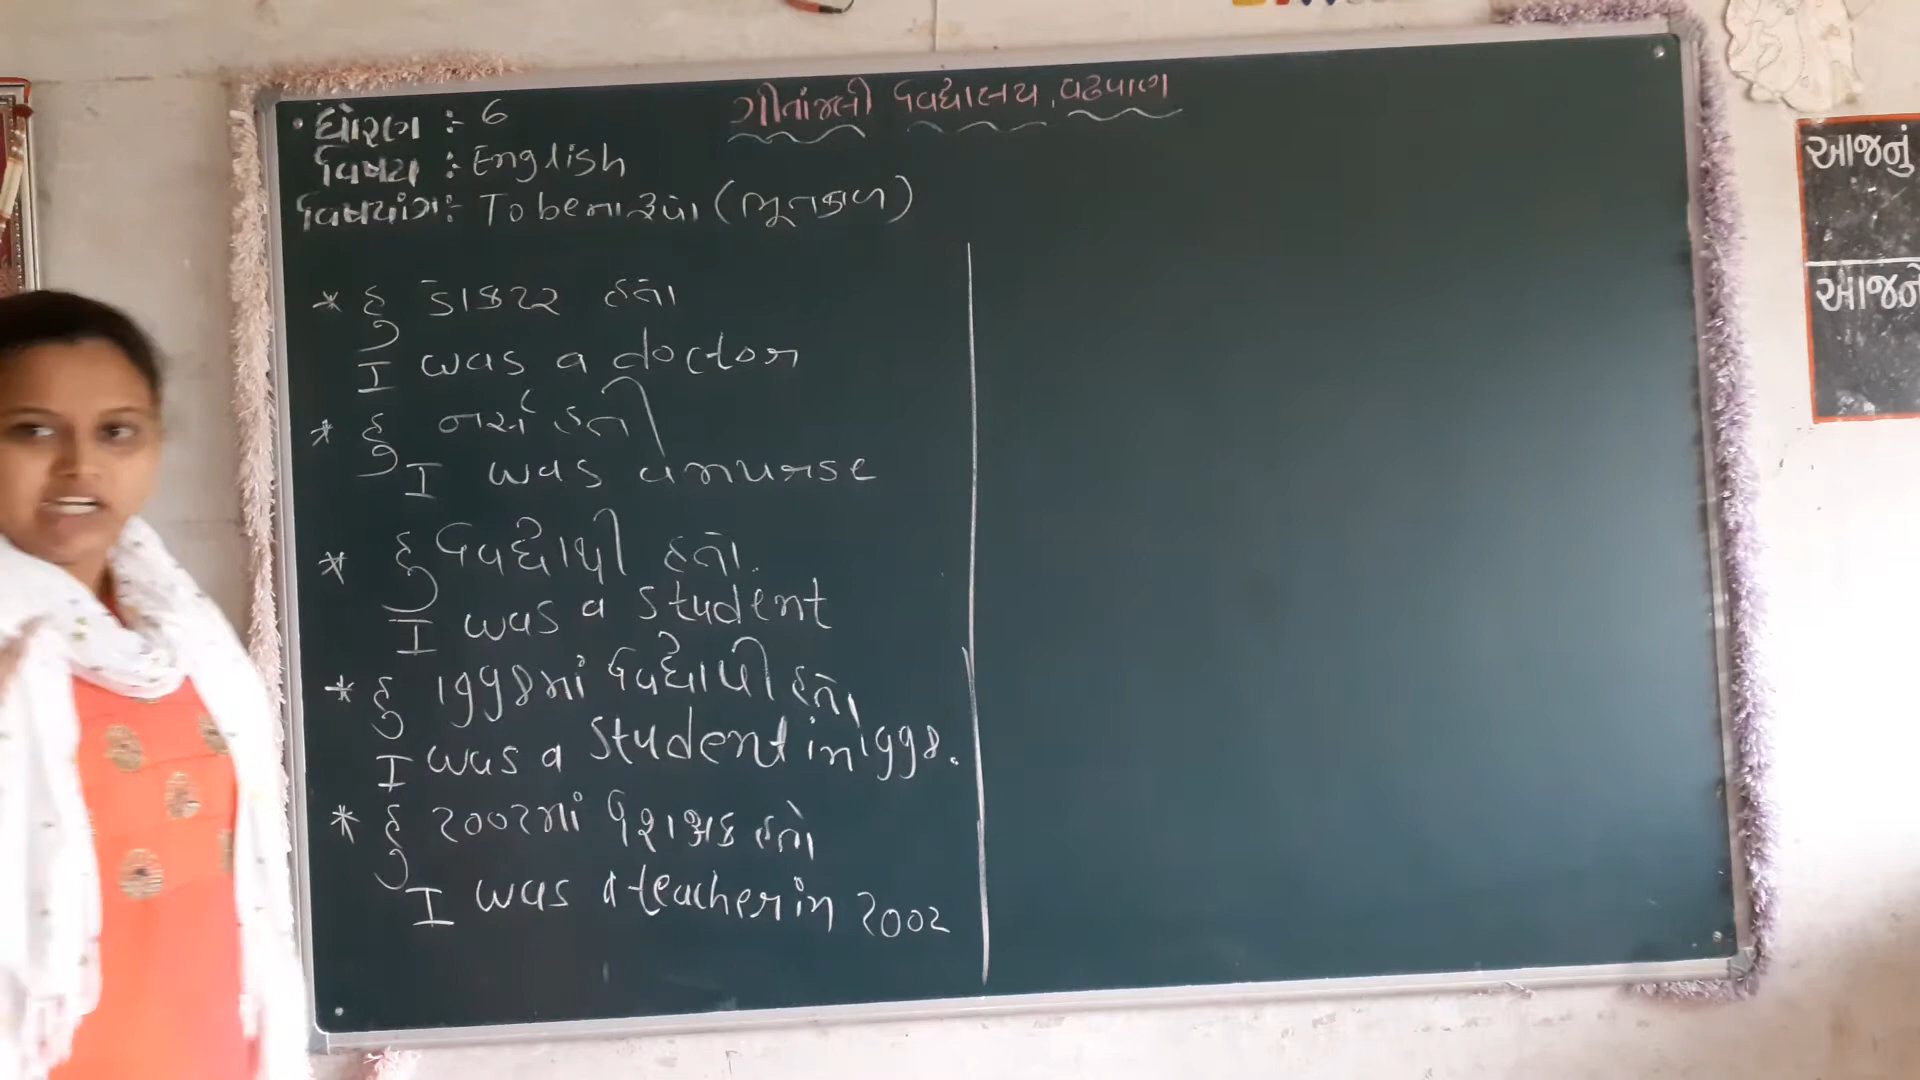 ગીતાંજલી વિદ્યાલય, વઢવાણ
ધોરણ :- 6
વિષય :- English
વિષયાંગ :- To be ના રૂપો (ભૂતકાળ)
* હું ડોકટર હતો
I was a doctor
* હું નર્સ હતી
I was a nurse
* હું વિદ્યાર્થી હતો.
I was a student
* હું 1998માં વિદ્યાર્થી હતો
I was a student in 1998.
* હું 2002માં શિક્ષક હતો
I was a teacher in 2002
આજનું
આજનો